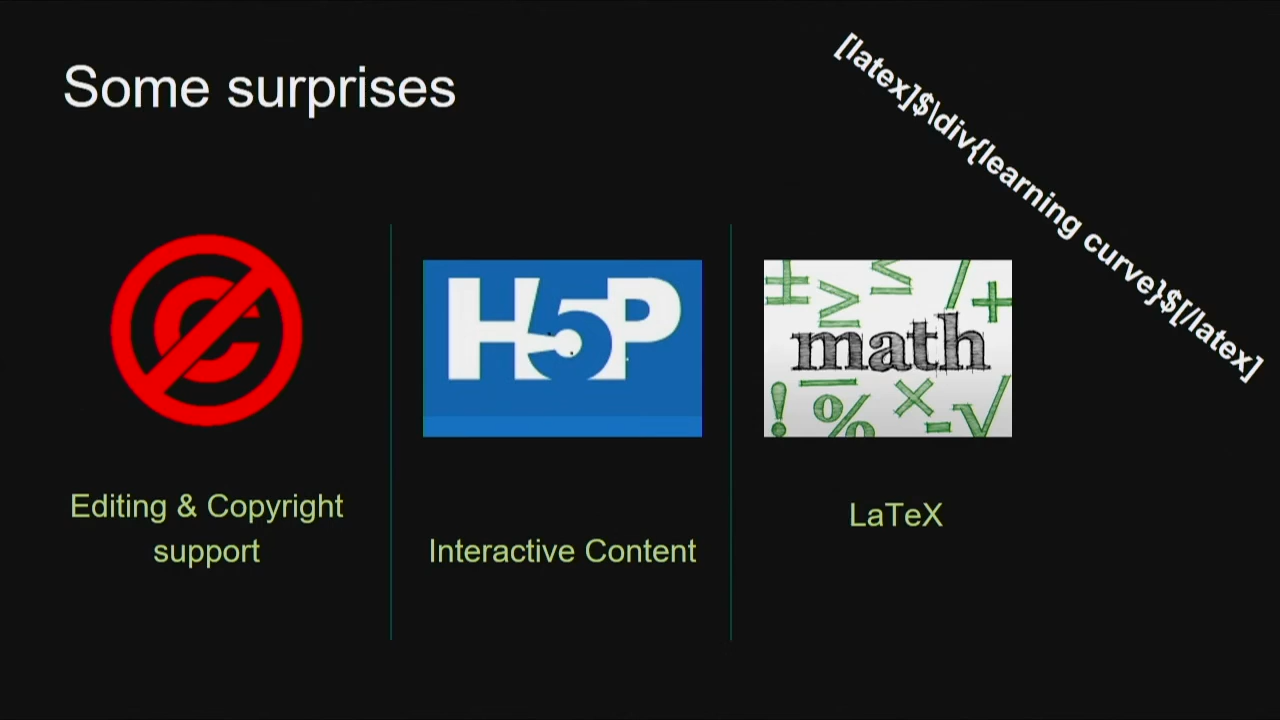 Some surprises
[latex]$\div{learning curve}$[/latex]
H5P
math
Editing & Copyright
support
Interactive Content
LaTeX